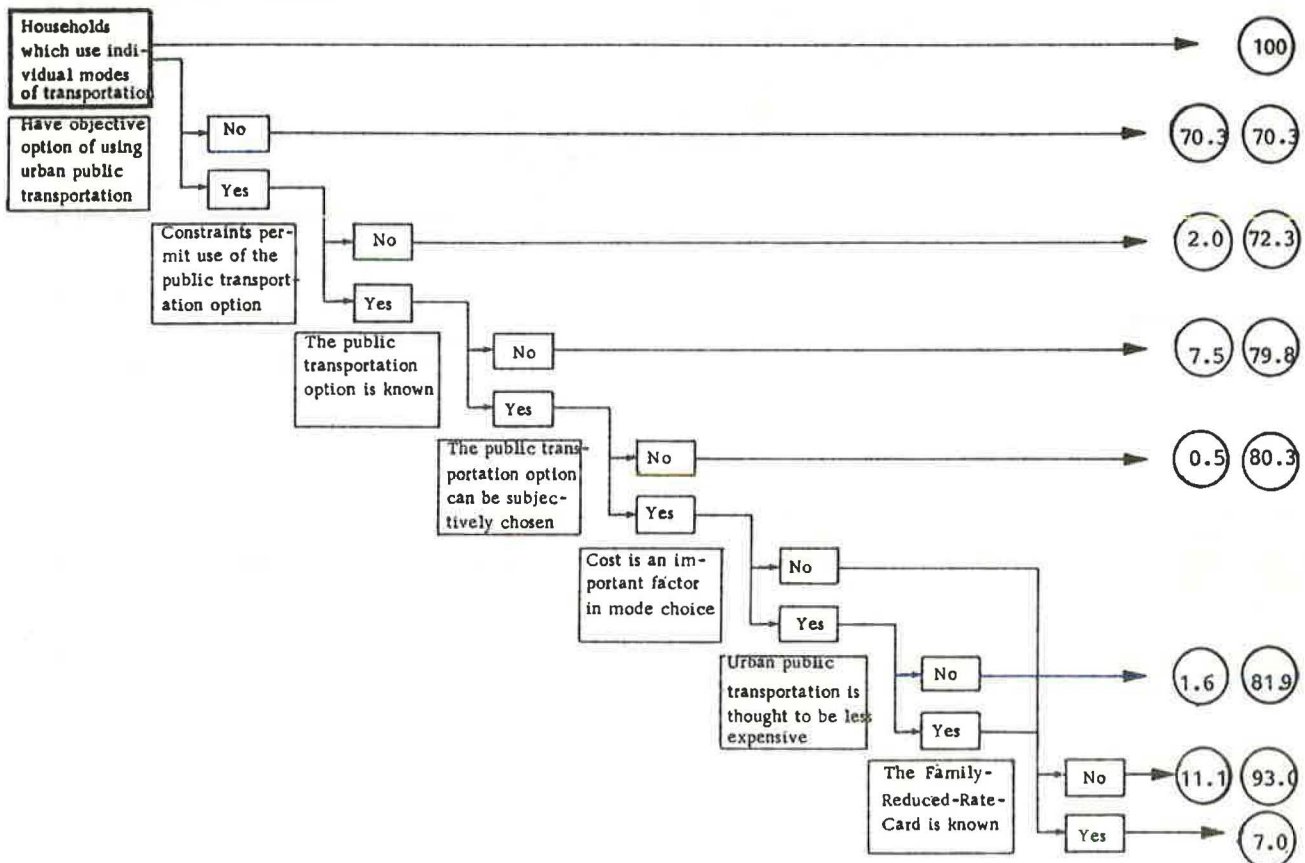 Households
which use indi-
vidual modes
of transportation
100
Have objective
option of using
urban public
transportation
No
70.3 70.3
Yes
Constraints per-
mit use of the
public transport-
ation option
No
2.0 72.3
Yes
The public
transportation
option is known
No
7.5 79.8
Yes
The public trans-
portation option
can be subjec-
tively chosen
No
0.5 80.3
Yes
Cost is an im-
portant factor
in mode choice
No
Yes
Urban public
transportation is
thought to be less
expensive
No
1.6 81.9
Yes
The Family-
Reduced-Rate-
Card is known
No
11.1 93.0
Yes
7.0